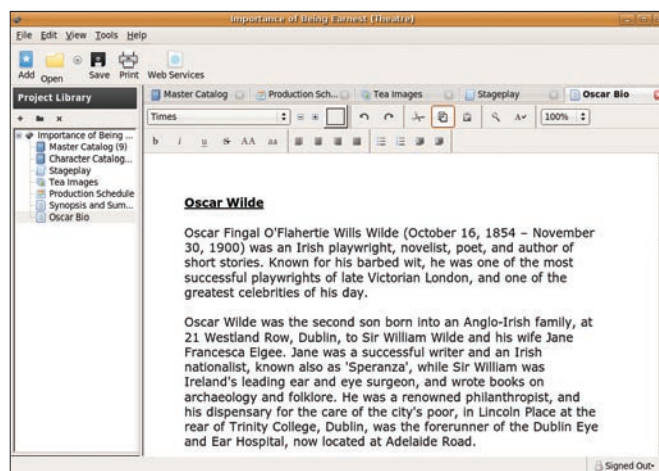 Importance of Being Earnest (Theatre)
File Edit View Tools Help
Add Open Save Print Web Services
Project Library
Master Catalog Production Sch... Tea Images Stageplay Oscar Bio
Times 100%
b i u S AA aa
Importance of Being ...
Master Catalog (9)
Character Catalog...
Stageplay
Tea Images
Production Schedule
Synopsis and Sum...
Oscar Bio
Oscar Wilde
Oscar Fingal O'Flahertie Wills Wilde (October 16, 1854 – November
30, 1900) was an Irish playwright, novelist, poet, and author of
short stories. Known for his barbed wit, he was one of the most
successful playwrights of late Victorian London, and one of the
greatest celebrities of his day.
Oscar Wilde was the second son born into an Anglo-Irish family, at
21 Westland Row, Dublin, to Sir William Wilde and his wife Jane
Francesca Elgee. Jane was a successful writer and an Irish
nationalist, known also as 'Speranza', while Sir William was
Ireland's leading ear and eye surgeon, and wrote books on
archaeology and folklore. He was a renowned philanthropist, and
his dispensary for the care of the city's poor, in Lincoln Place at the
rear of Trinity College, Dublin, was the forerunner of the Dublin Eye
and Ear Hospital, now located at Adelaide Road.
Signed Out